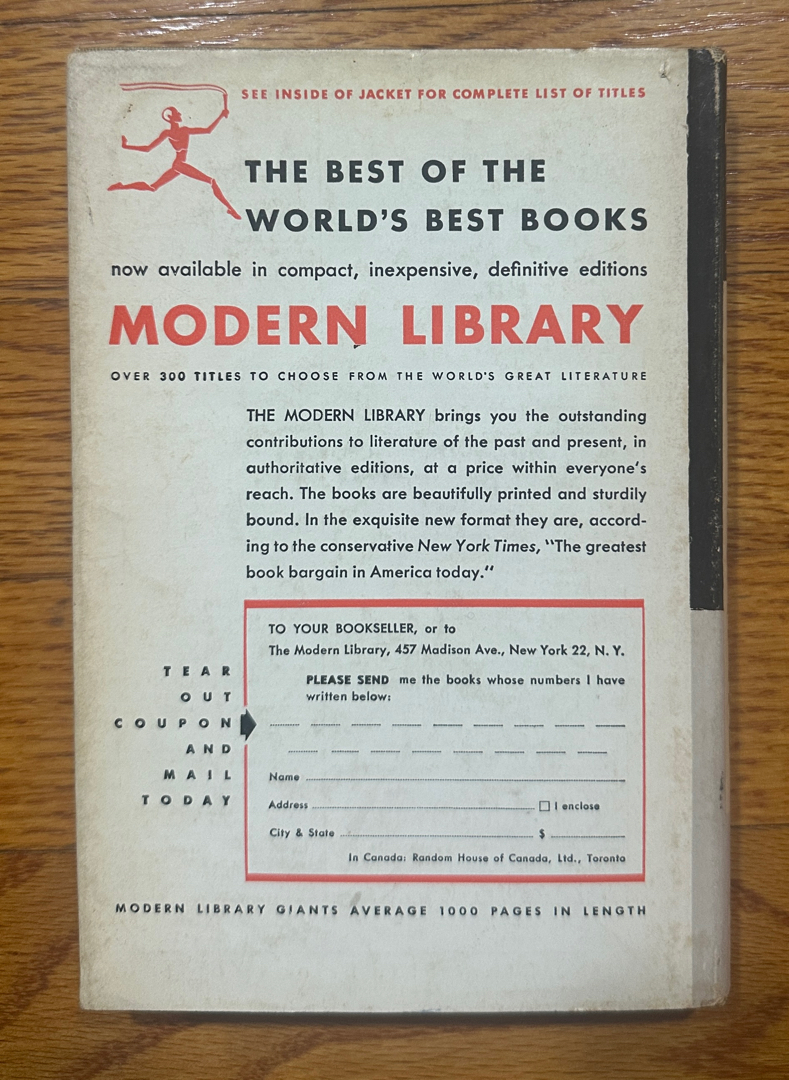 SEE INSIDE OF JACKET FOR COMPLETE LIST OF TITLES
THE BEST OF THE
WORLD'S BEST BOOKS
now available in compact, inexpensive, definitive editions
MODERN LIBRARY
OVER 300 TITLES TO CHOOSE FROM THE WORLD'S GREAT LITERATURE
THE MODERN LIBRARY brings you the outstanding
contributions to literature of the past and present, in
authoritative editions, at a price within everyone's
reach. The books are beautifully printed and sturdily
bound. In the exquisite new format they are, accord-
ing to the conservative New York Times, "The greatest
book bargain in America today."
TEAR
OUT
COUPON
AND
MAIL
TODAY
TO YOUR BOOKSELLER, or to
The Modern Library, 457 Madison Ave., New York 22, N. Y.
PLEASE SEND me the books whose numbers I have
written below:
Name
Address I enclose
City & State $
In Canada: Random House of Canada, Ltd., Toronto
MODERN LIBRARY GIANTS AVERAGE 1000 PAGES IN LENGTH